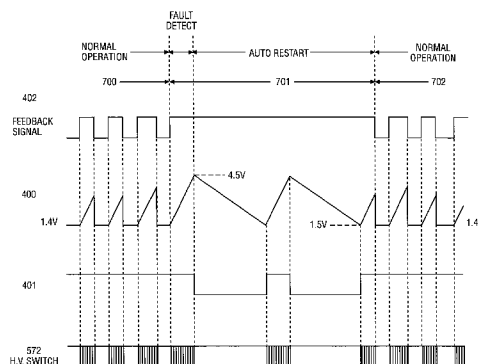 FAULT
DETECT
NORMAL
OPERATION
AUTO RESTART
NORMAL
OPERATION
700
701
702
402
FEEDBACK
SIGNAL
4.5V
400
1.4V
1.5V
1.4
401
572
H.V. SWITCH